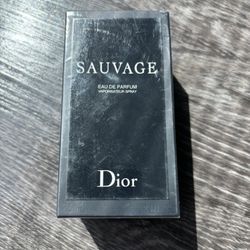 SAUVAGE
EAU DE PARFUM
VAPORISATEUR SPRAY
Dior